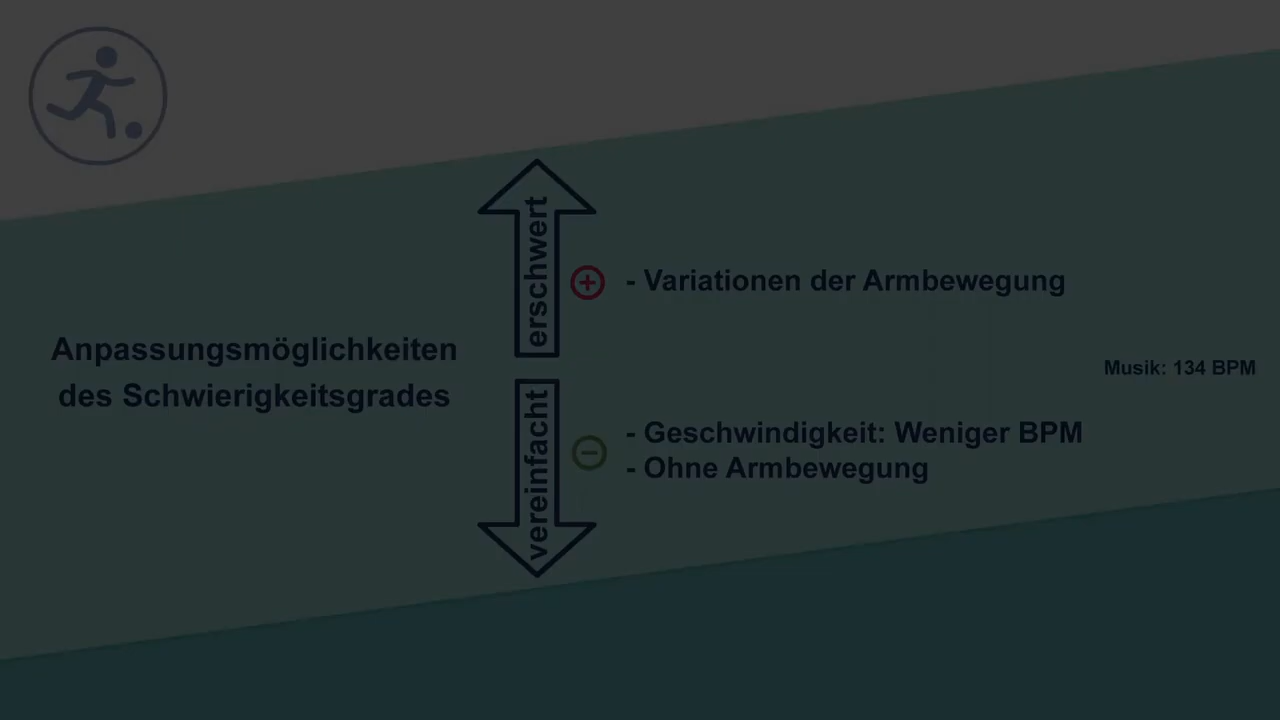 Anpassungsmöglichkeiten
des Schwierigkeitsgrades
erschwert
- Variationen der Armbewegung
vereinfacht
- Geschwindigkeit: Weniger BPM
- Ohne Armbewegung
Musik: 134 BPM